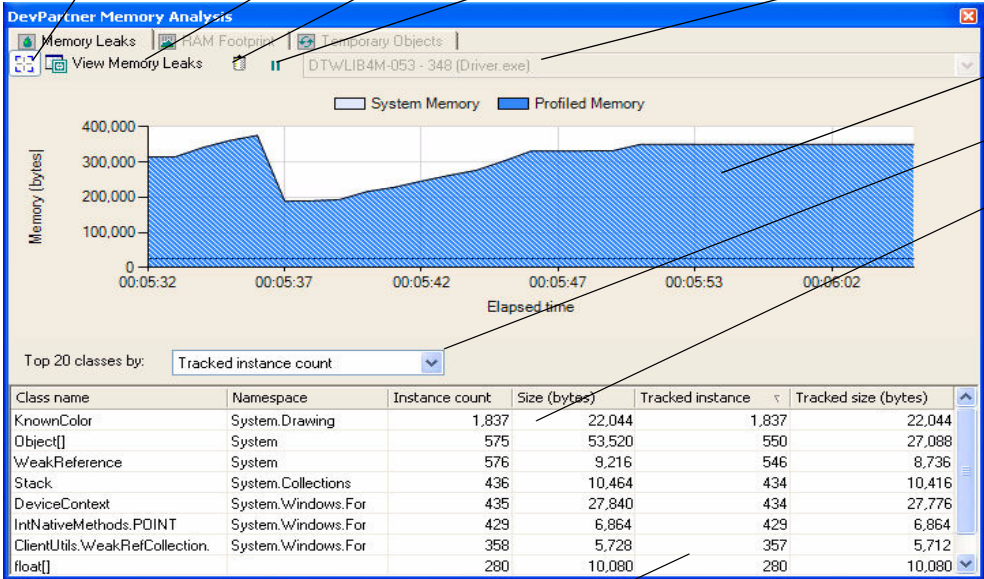 DevPartner Memory Analysis
Memory Leaks RAM Footprint Temporary Objects
View Memory Leaks DTWLIB4M-053 - 348 (Driver.exe)
System Memory Profiled Memory
Memory (bytes)
400,000
300,000
200,000
100,000
0
00:05:32 00:05:37 00:05:42 00:05:47 00:05:53 00:06:02
Elapsed time
Top 20 classes by: Tracked instance count
Class name Namespace Instance count Size (bytes) Tracked instance Tracked size (bytes)
KnownColor System.Drawing 1,837 22,044 1,837 22,044
Object[] System 575 53,520 550 27,088
WeakReference System 576 9,216 546 8,736
Stack System.Collections 436 10,464 434 10,416
DeviceContext System.Windows.For 435 27,840 434 27,776
IntNativeMethods.POINT System.Windows.For 429 6,864 429 6,864
ClientUtils.WeakRefCollection. System.Windows.For 358 5,728 357 5,712
float[] 280 10,080 280 10,080